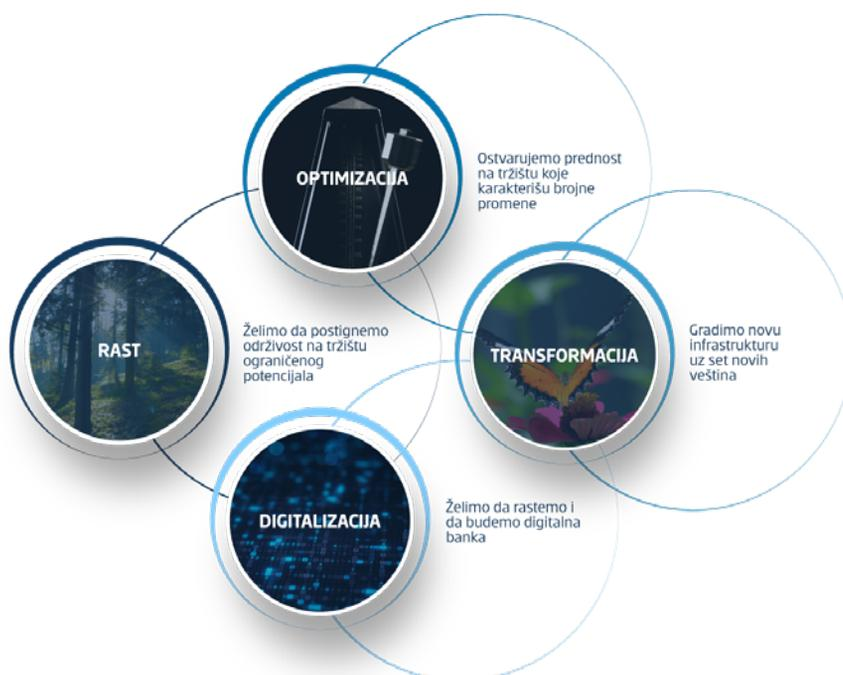 OPTIMIZACIJA
Ostvarujemo prednost
na tržištu koje
karakterišu brojne
promene
RAST
Želimo da postignemo
održivost na tržištu
ograničenog
potencijala
TRANSFORMACIJA
Gradimo novu
infrastrukturu
uz set novih
veština
DIGITALIZACIJA
Želimo da rastemo i
da budemo digitalna
banka